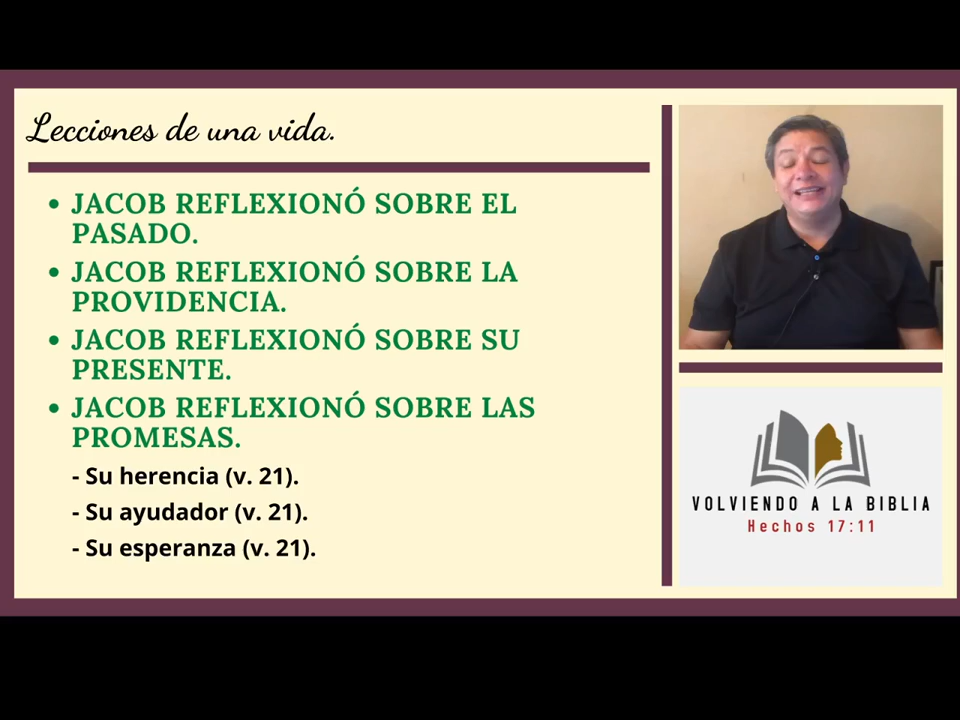 Lecciones de una vida.
• JACOB REFLEXIONÓ SOBRE EL
PASADO.
• JACOB REFLEXIONÓ SOBRE LA
PROVIDENCIA.
• JACOB REFLEXIONÓ SOBRE SU
PRESENTE.
• JACOB REFLEXIONÓ SOBRE LAS
PROMESAS.
- Su herencia (v. 21).
- Su ayudador (v. 21).
- Su esperanza (v. 21).
VOLVIENDO A LA BIBLIA
Hechos 17:11